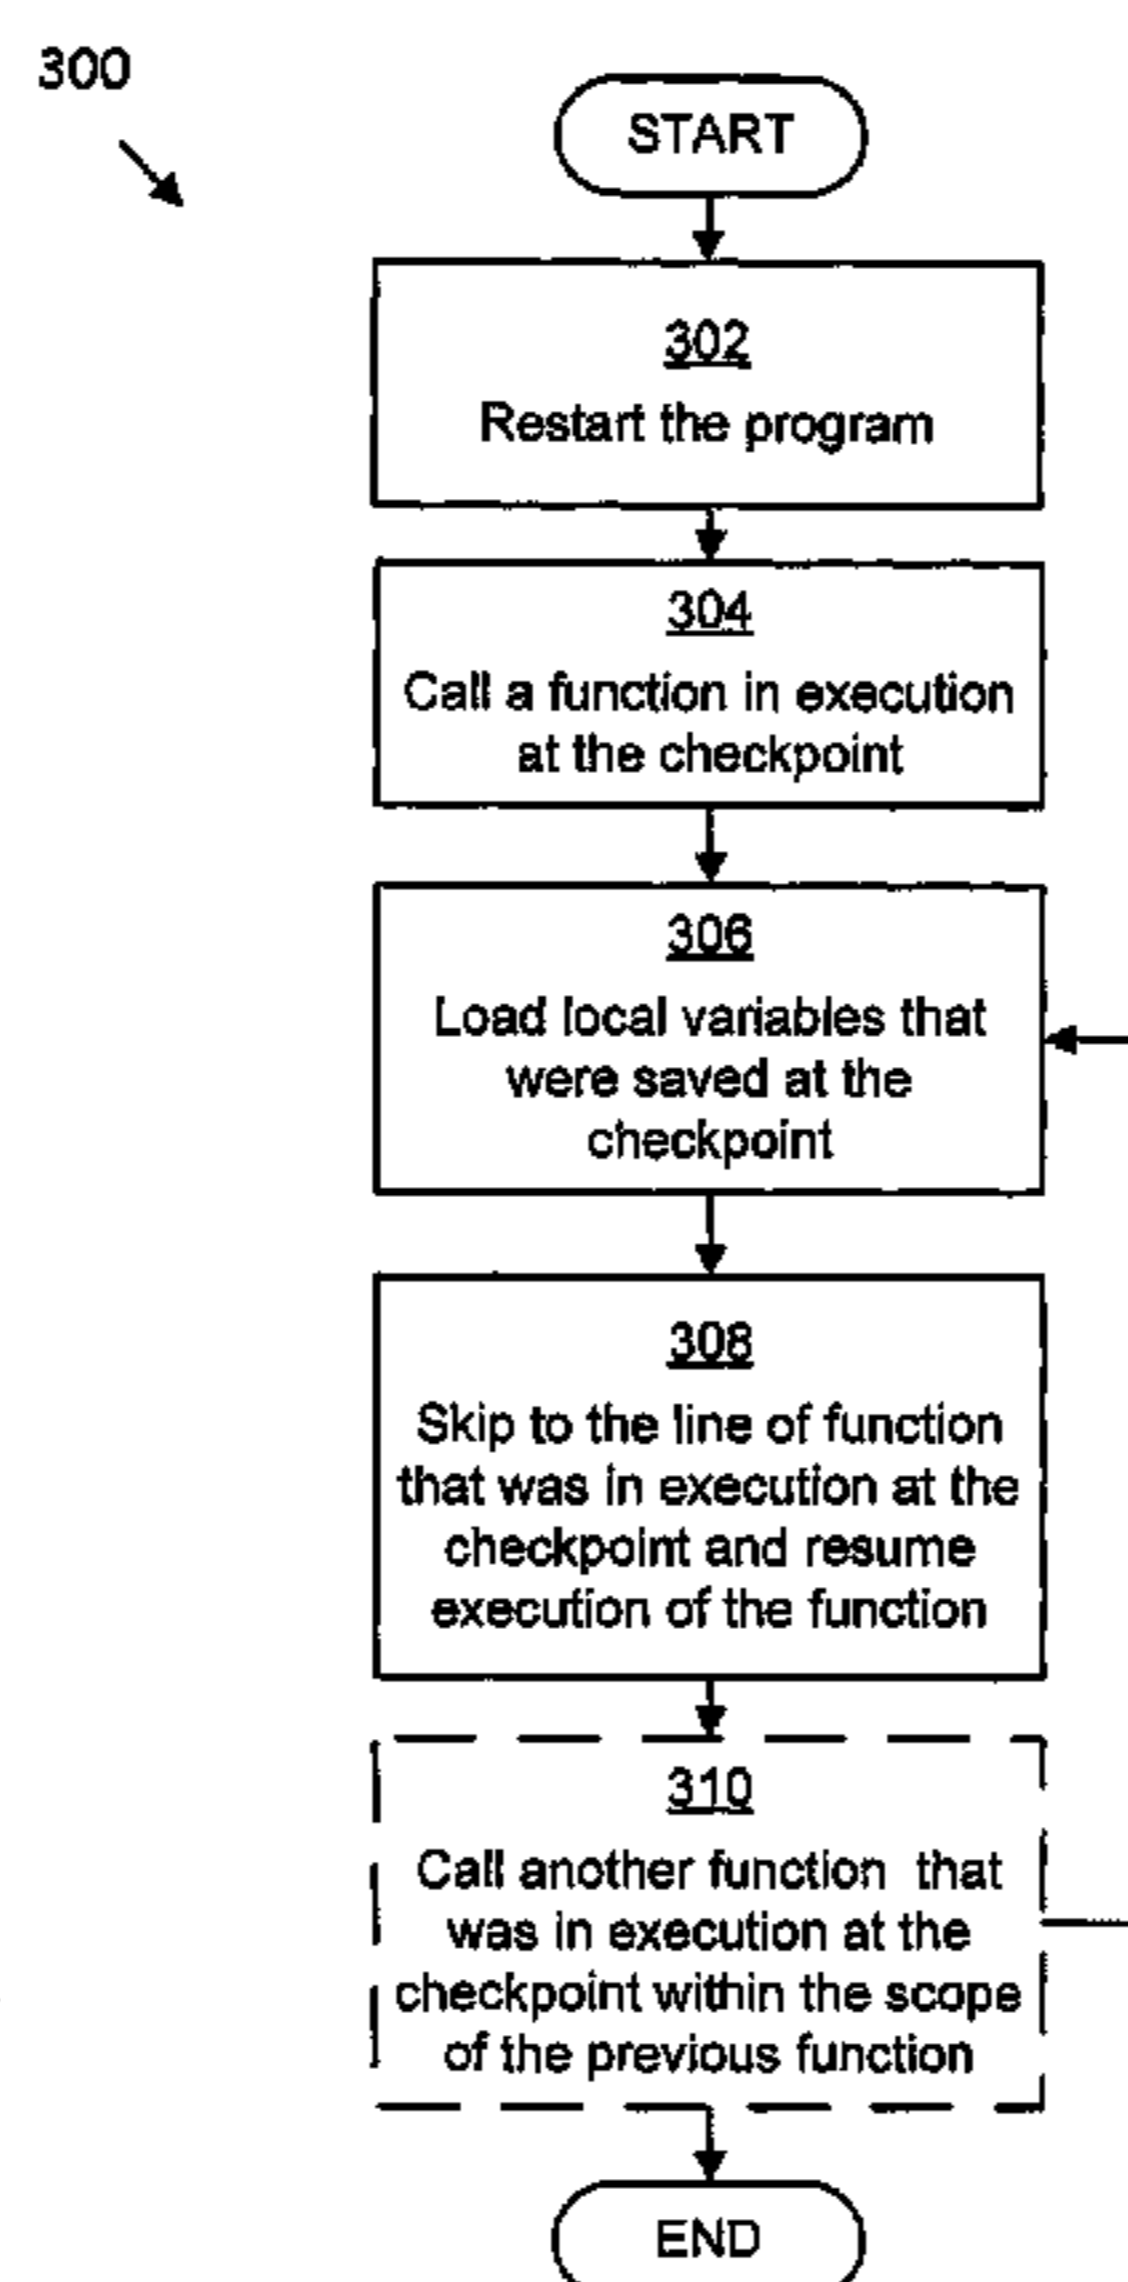 300
START
302
Restart the program
304
Call a function in execution
at the checkpoint
306
Load local variables that
were saved at the
checkpoint
308
Skip to the line of function
that was in execution at the
checkpoint and resume
execution of the function
310
Call another function that
was in execution at the
checkpoint within the scope
of the previous function
END